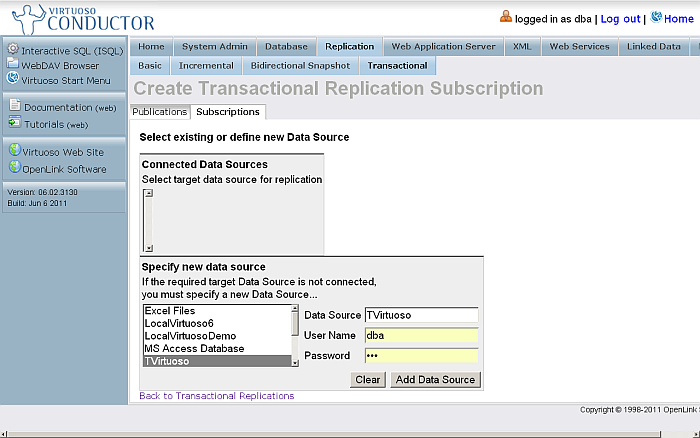 VIRTUOSO
CONDUCTOR
logged in as dba | Log out | Home
Interactive SQL (ISQL)
WebDAV Browser
Virtuoso Start Menu
Documentation (web)
Tutorials (web)
Virtuoso Web Site
OpenLink Software
Version: 06.02.3130
Build: Jun 6 2011
Home System Admin Database Replication Web Application Server XML Web Services Linked Data
Basic Incremental Bidirectional Snapshot Transactional
Create Transactional Replication Subscription
Publications Subscriptions
Select existing or define new Data Source
Connected Data Sources
Select target data source for replication
Specify new data source
If the required target Data Source is not connected,
you must specify a new Data Source...
Excel Files
LocalVirtuoso6
LocalVirtuosoDemo
MS Access Database
TVirtuoso
Data Source TVirtuoso
User Name dba
Password •••
Clear Add Data Source
Back to Transactional Replications
Copyright © 1998-2011 OpenLink